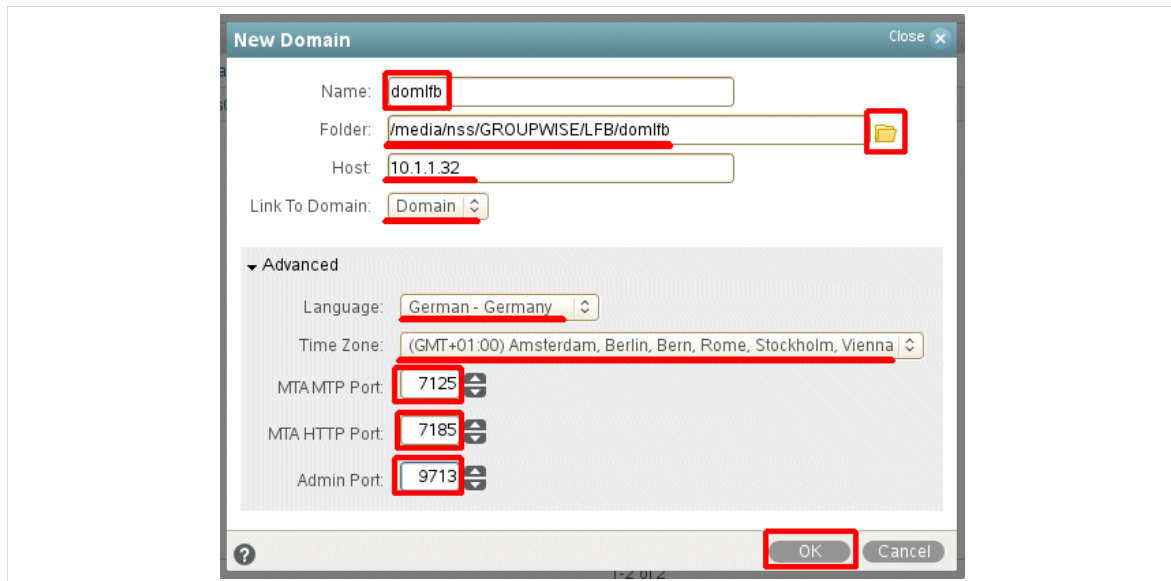 New Domain
Close
Name: domlfb
Folder: /media/nss/GROUPWISE/LFB/domlfb
Host: 10.1.1.32
Link To Domain: Domain
Advanced
Language: German - Germany
Time Zone: (GMT+01:00) Amsterdam, Berlin, Bern, Rome, Stockholm, Vienna
MTA MTP Port: 7125
MTA HTTP Port: 7185
Admin Port: 9713
? OK Cancel
1-2 of 2